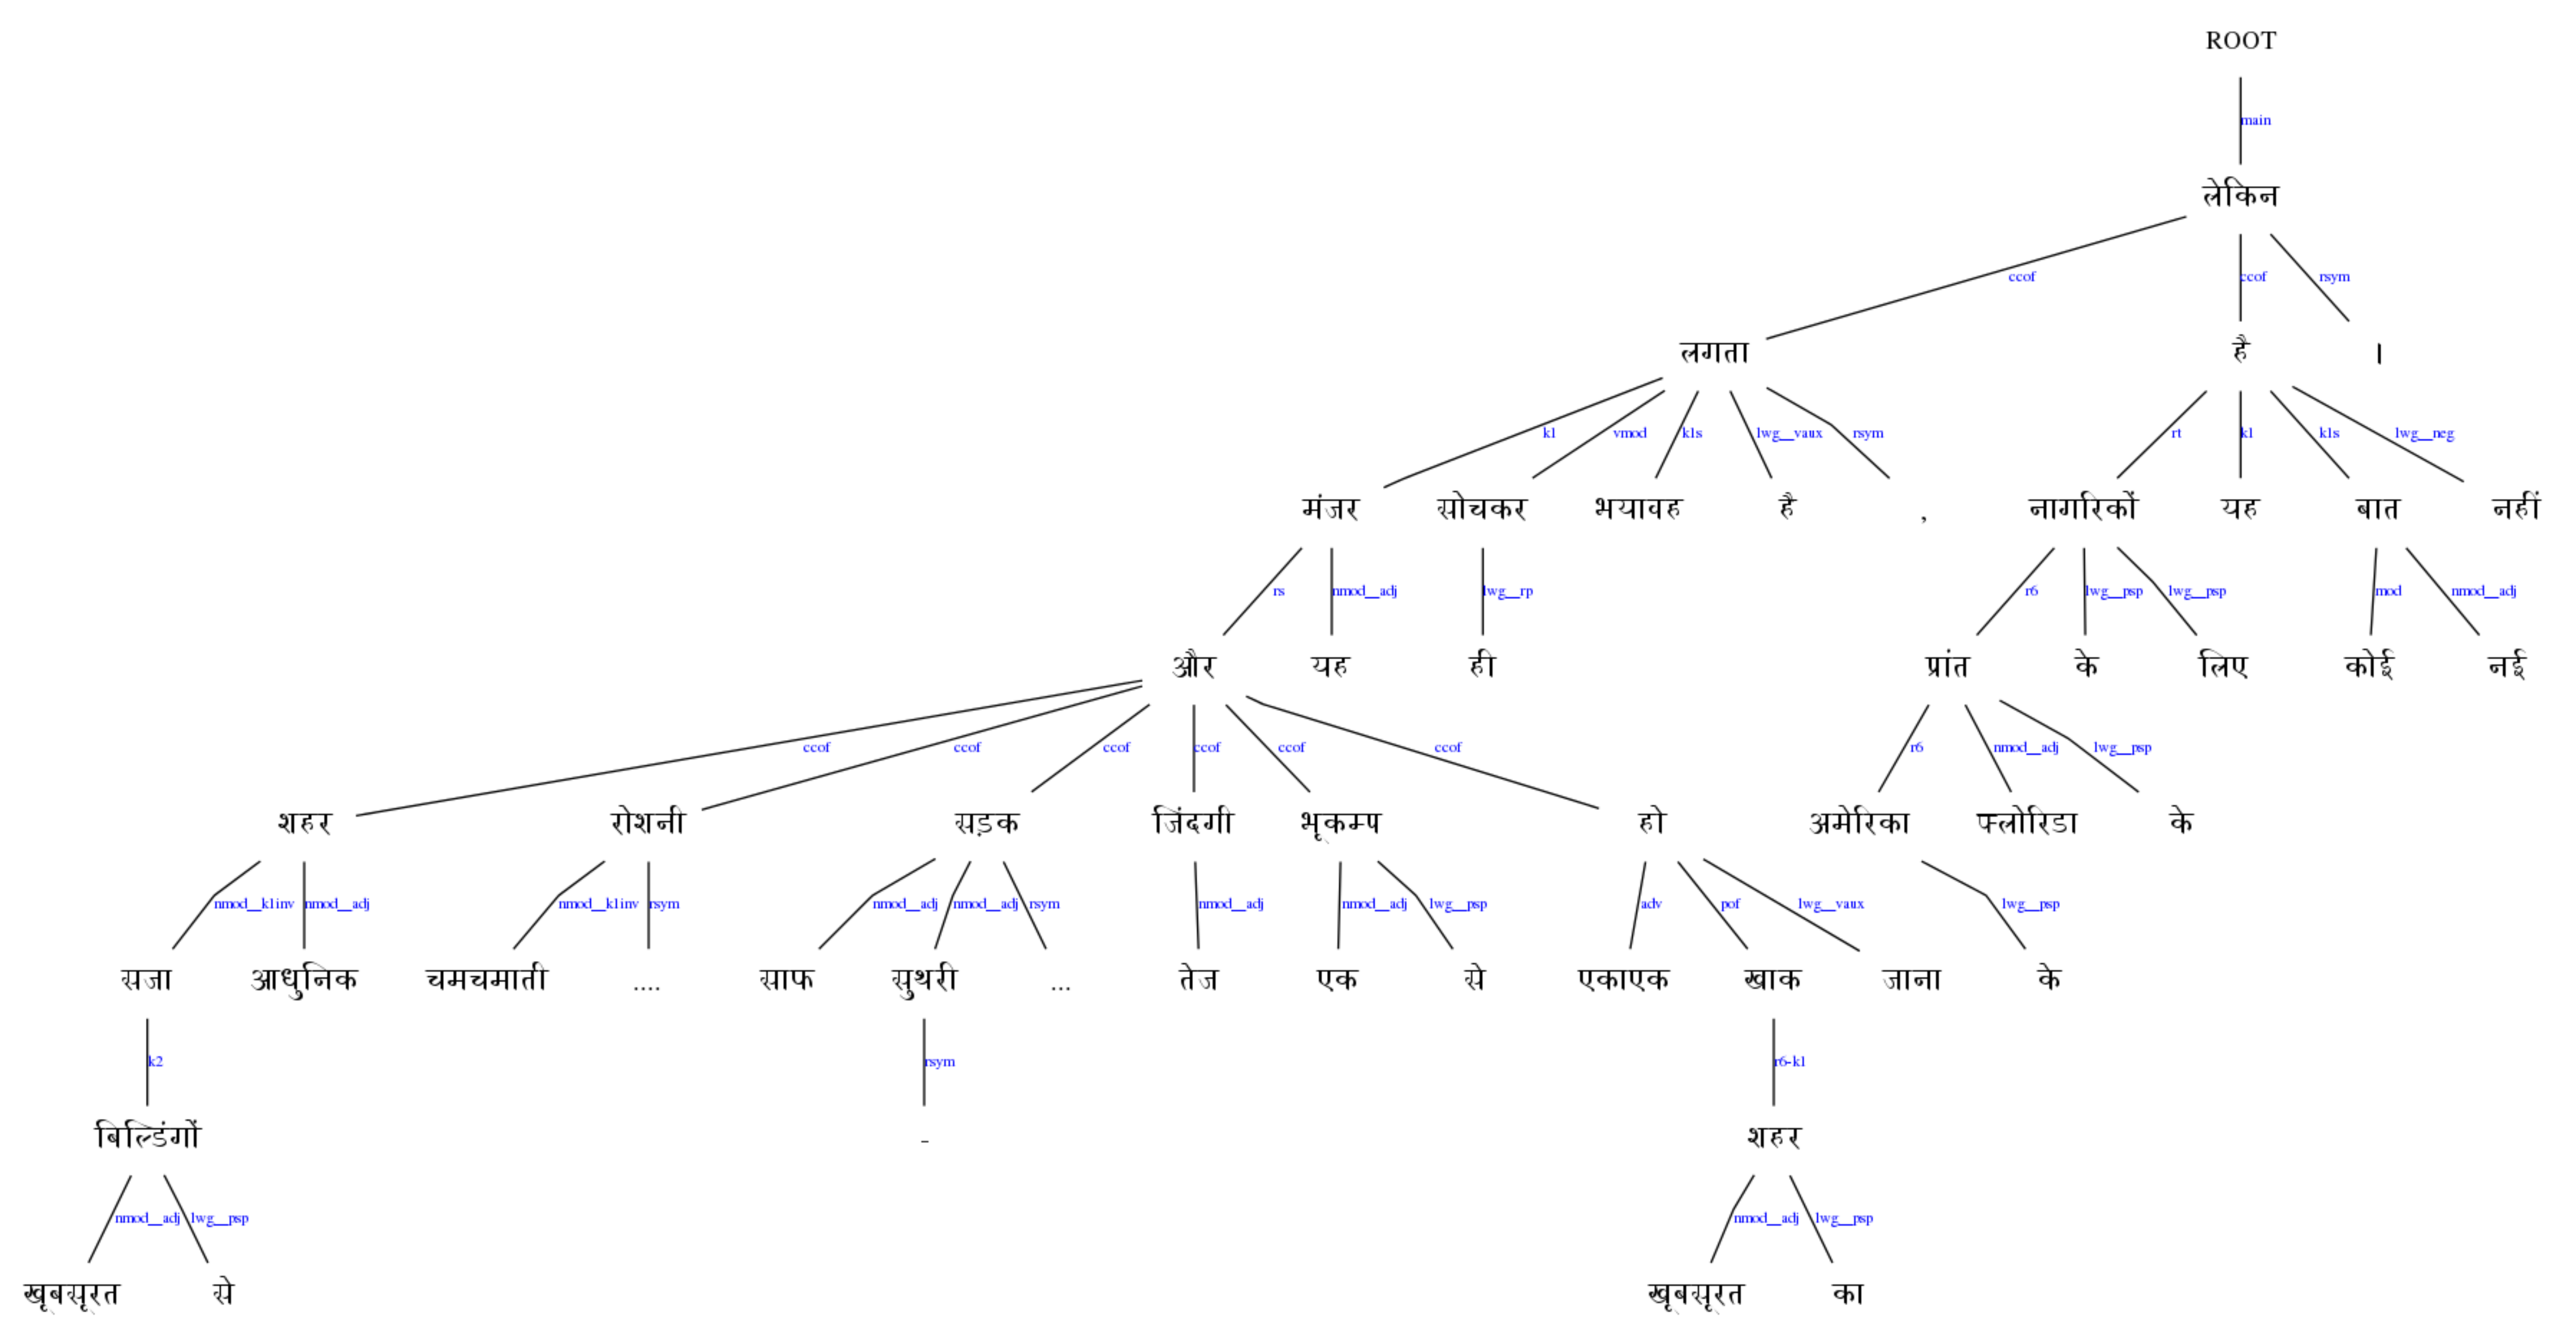 ROOT
main
लेकिन
ccof ccof rsym
लगता है ।
k1 vmod k1s lwg__vaux rsym rt k1 k1s lwg__neg
मंजर सोचकर भयावह है , नागरिकों यह बात नहीं
rs nmod__adj lwg__rp r6 lwg__psp lwg__psp mod nmod__adj
और यह ही प्रांत के लिए कोई नई
ccof ccof ccof ccof ccof ccof r6 nmod__adj lwg__psp
शहर रोशनी सड़क जिंदगी भूकम्प हो अमेरिका फ्लोरिडा के
nmod__k1inv nmod__adj nmod__k1inv rsym nmod__adj nmod__adj rsym nmod__adj nmod__adj lwg__psp adv pof lwg__vaux lwg__psp
सजा आधुनिक चमचमाती .... साफ सुथरी ... तेज एक से एकाएक खाक जाना के
k2 rsym r6-k1
बिल्डिंगों - शहर
nmod__adj lwg__psp nmod__adj lwg__psp
खूबसूरत से खूबसूरत का